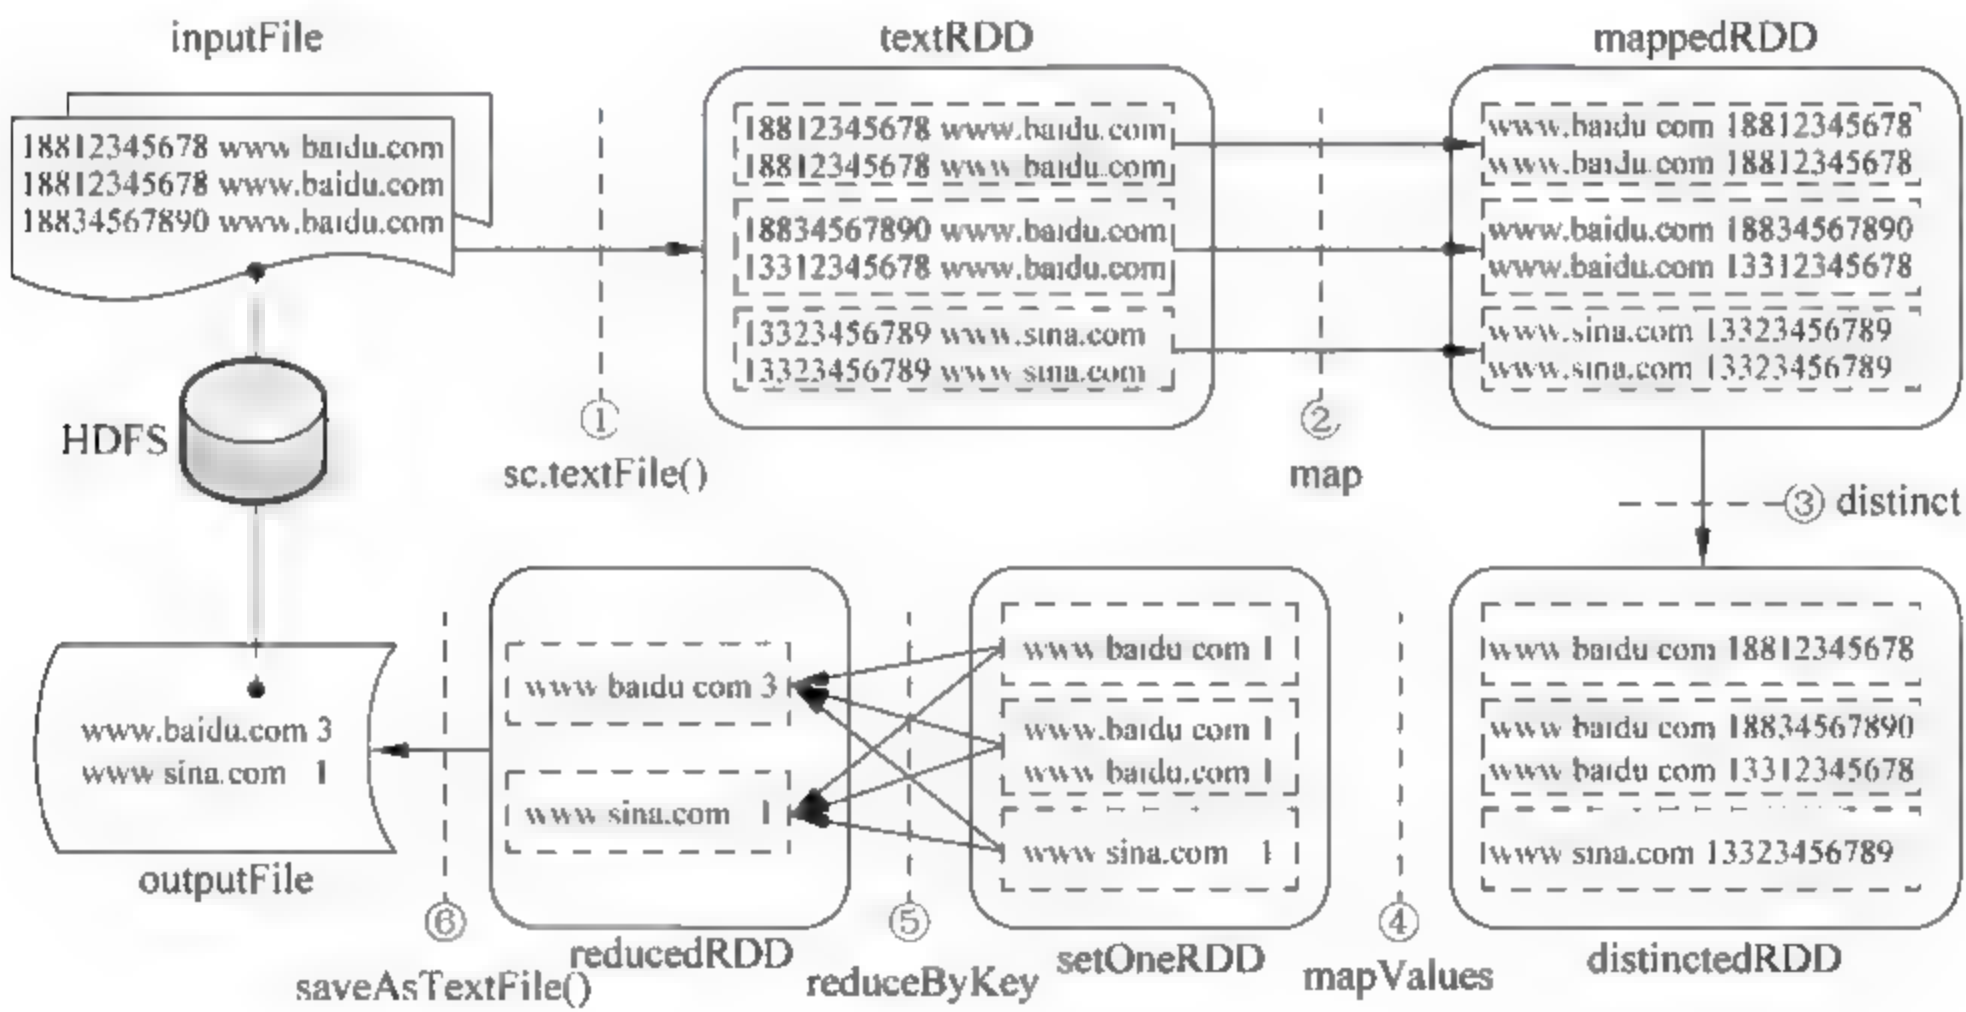 inputFile
18812345678 www baidu.com
18812345678 www.baidu.com
18834567890 www.baidu.com
HDFS
①
sc.textFile()
textRDD
18812345678 www.baidu.com
18812345678 www.baidu.com
18834567890 www.baidu.com
13312345678 www.baidu.com
13323456789 www.sina.com
13323456789 www sina.com
②
map
mappedRDD
www.baidu com 18812345678
www.baidu.com 18812345678
www.baidu.com 18834567890
www.baidu.com 13312345678
www.sina.com 13323456789
www.sina.com 13323456789
③ distinct
www baidu com 18812345678
www baidu com 18834567890
www baidu com 13312345678
www sina.com 13323456789
distinctedRDD
④
mapValues
www baidu com 1
www.baidu com 1
www baidu.com 1
www sina.com 1
setOneRDD
⑤
reduceByKey
www baidu com 3
www sina.com 1
reducedRDD
⑥
saveAsTextFile()
www.baidu.com 3
www sina.com 1
outputFile